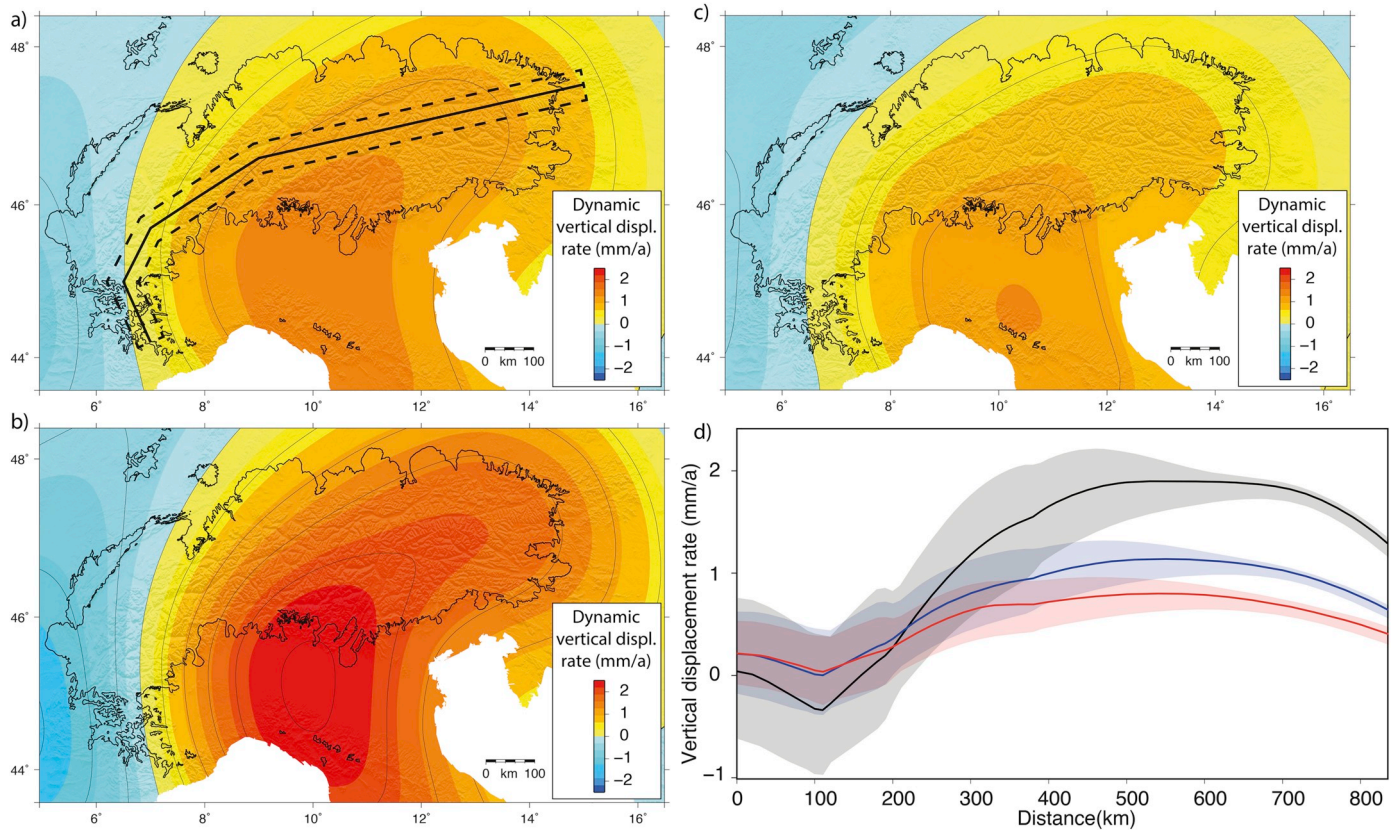 a)
48°
46°
44°
6°
8°
10°
12°
14°
16°
Dynamic
vertical displ.
rate (mm/a)
2
1
0
−1
−2
0 km 100
c)
48°
46°
44°
6°
8°
10°
12°
14°
16°
Dynamic
vertical displ.
rate (mm/a)
2
1
0
−1
−2
0 km 100
b)
48°
46°
44°
6°
8°
10°
12°
14°
16°
Dynamic
vertical displ.
rate (mm/a)
2
1
0
−1
−2
0 km 100
d)
Vertical displacement rate (mm/a)
2
1
0
−1
0 100 200 300 400 500 600 700 800
Distance(km)